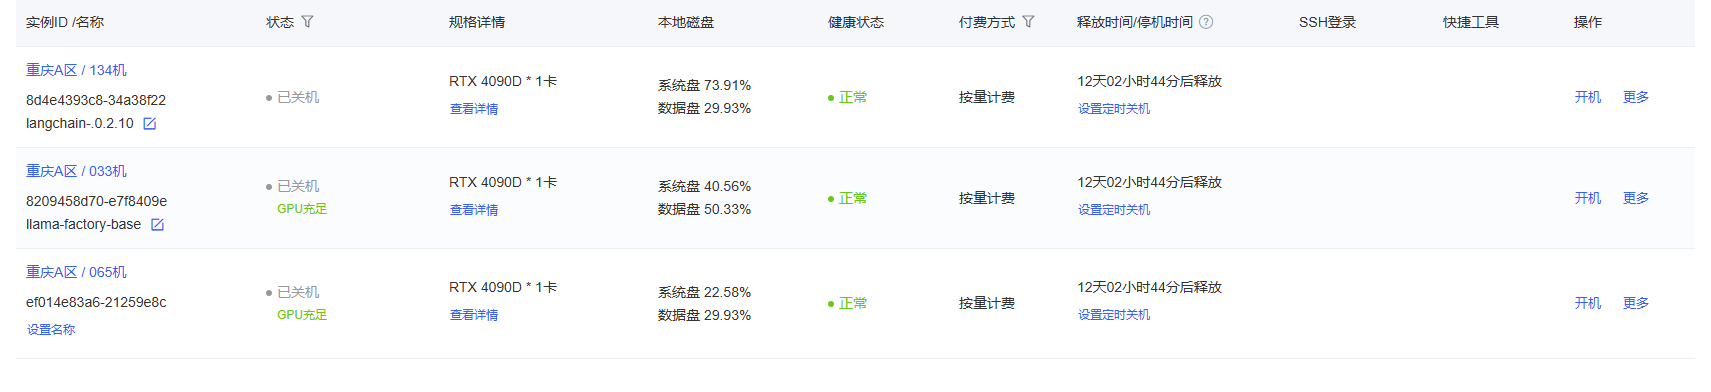 实例ID /名称 状态 规格详情 本地磁盘 健康状态 付费方式 释放时间/停机时间 SSH登录 快捷工具 操作
重庆A区 / 134机
8d4e4393c8-34a38f22
langchain-.0.2.10
已关机
RTX 4090D * 1卡
查看详情
系统盘 73.91%
数据盘 29.93%
正常
按量计费
12天02小时44分后释放
设置定时关机
开机 更多
重庆A区 / 033机
8209458d70-e7f8409e
llama-factory-base
已关机
GPU充足
RTX 4090D * 1卡
查看详情
系统盘 40.56%
数据盘 50.33%
正常
按量计费
12天02小时44分后释放
设置定时关机
开机 更多
重庆A区 / 065机
ef014e83a6-21259e8c
设置名称
已关机
GPU充足
RTX 4090D * 1卡
查看详情
系统盘 22.58%
数据盘 29.93%
正常
按量计费
12天02小时44分后释放
设置定时关机
开机 更多